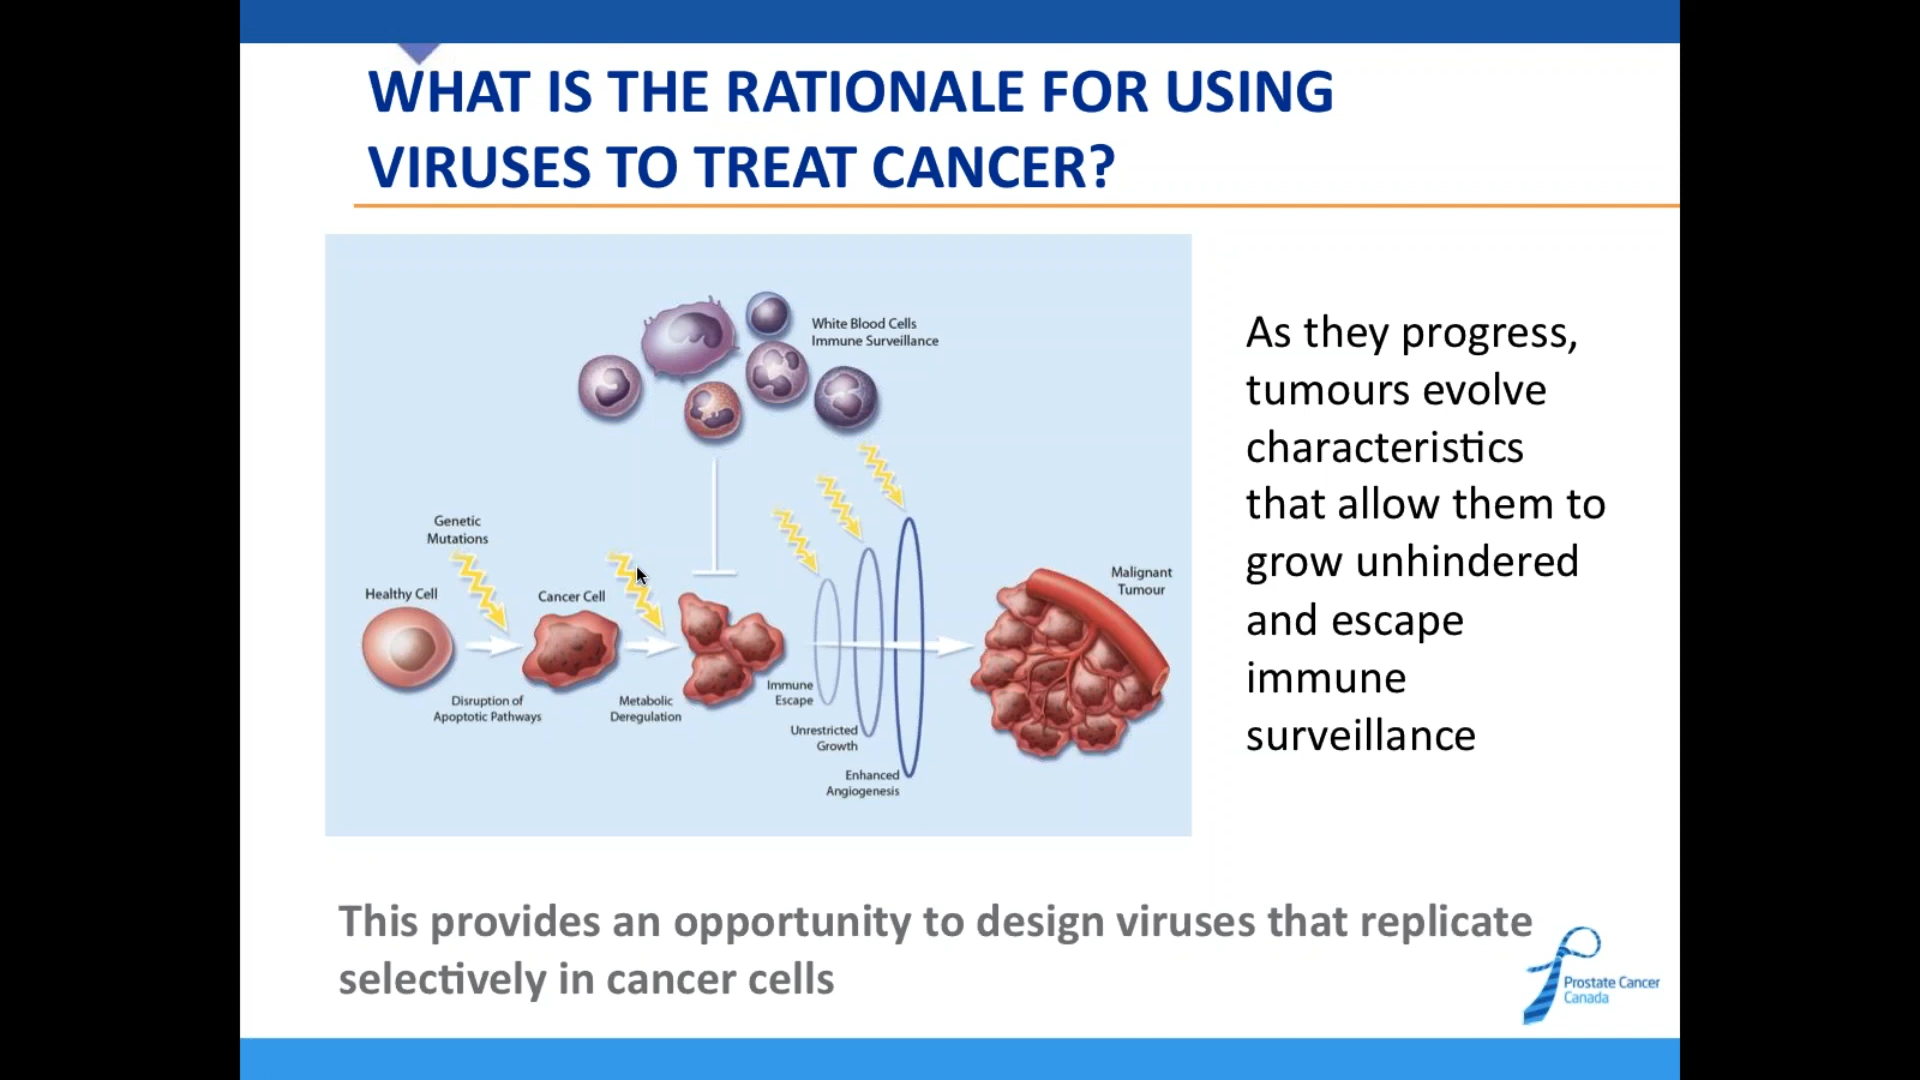 WHAT IS THE RATIONALE FOR USING
VIRUSES TO TREAT CANCER?
White Blood Cells
Immune Surveillance
Genetic
Mutations
Healthy Cell
Cancer Cell
Disruption of
Apoptotic Pathways
Metabolic
Deregulation
Immune
Escape
Unrestricted
Growth
Enhanced
Angiogenesis
Malignant
Tumour
As they progress,
tumours evolve
characteristics
that allow them to
grow unhindered
and escape
immune
surveillance
This provides an opportunity to design viruses that replicate
selectively in cancer cells
Prostate Cancer
Canada